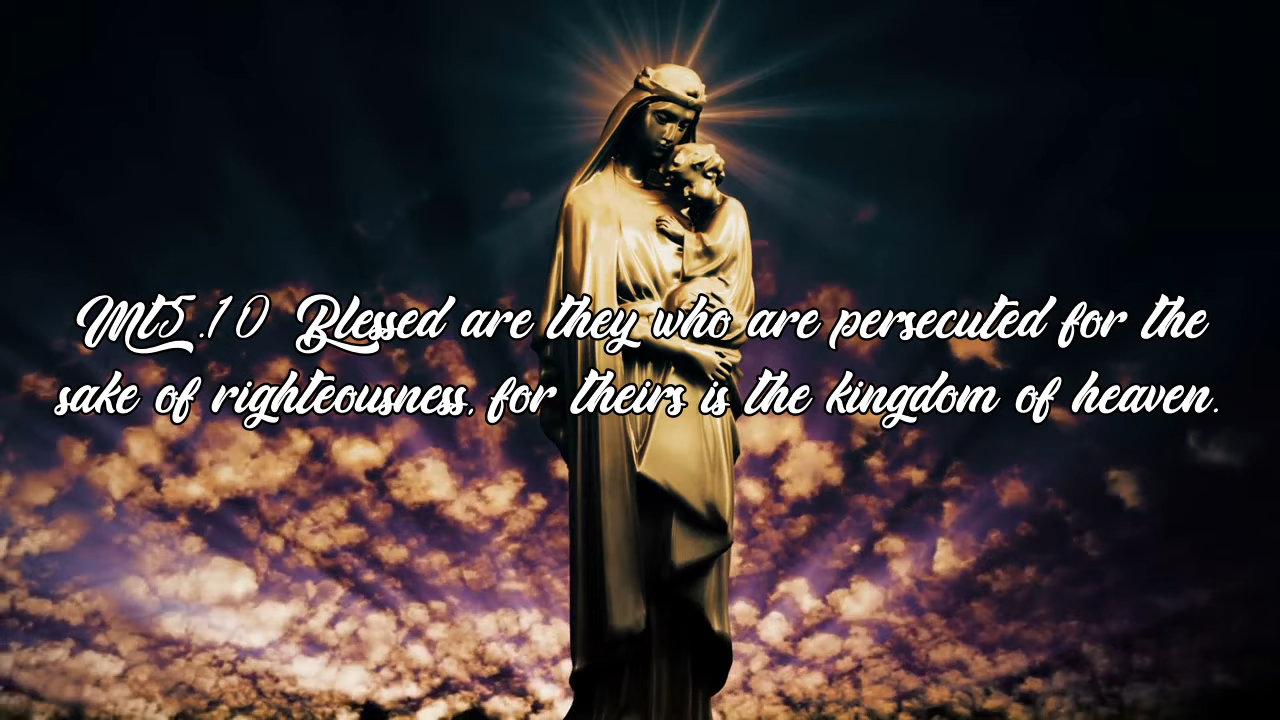 Mt5.10 Blessed are they who are persecuted for the
sake of righteousness, for theirs is the kingdom of heaven.